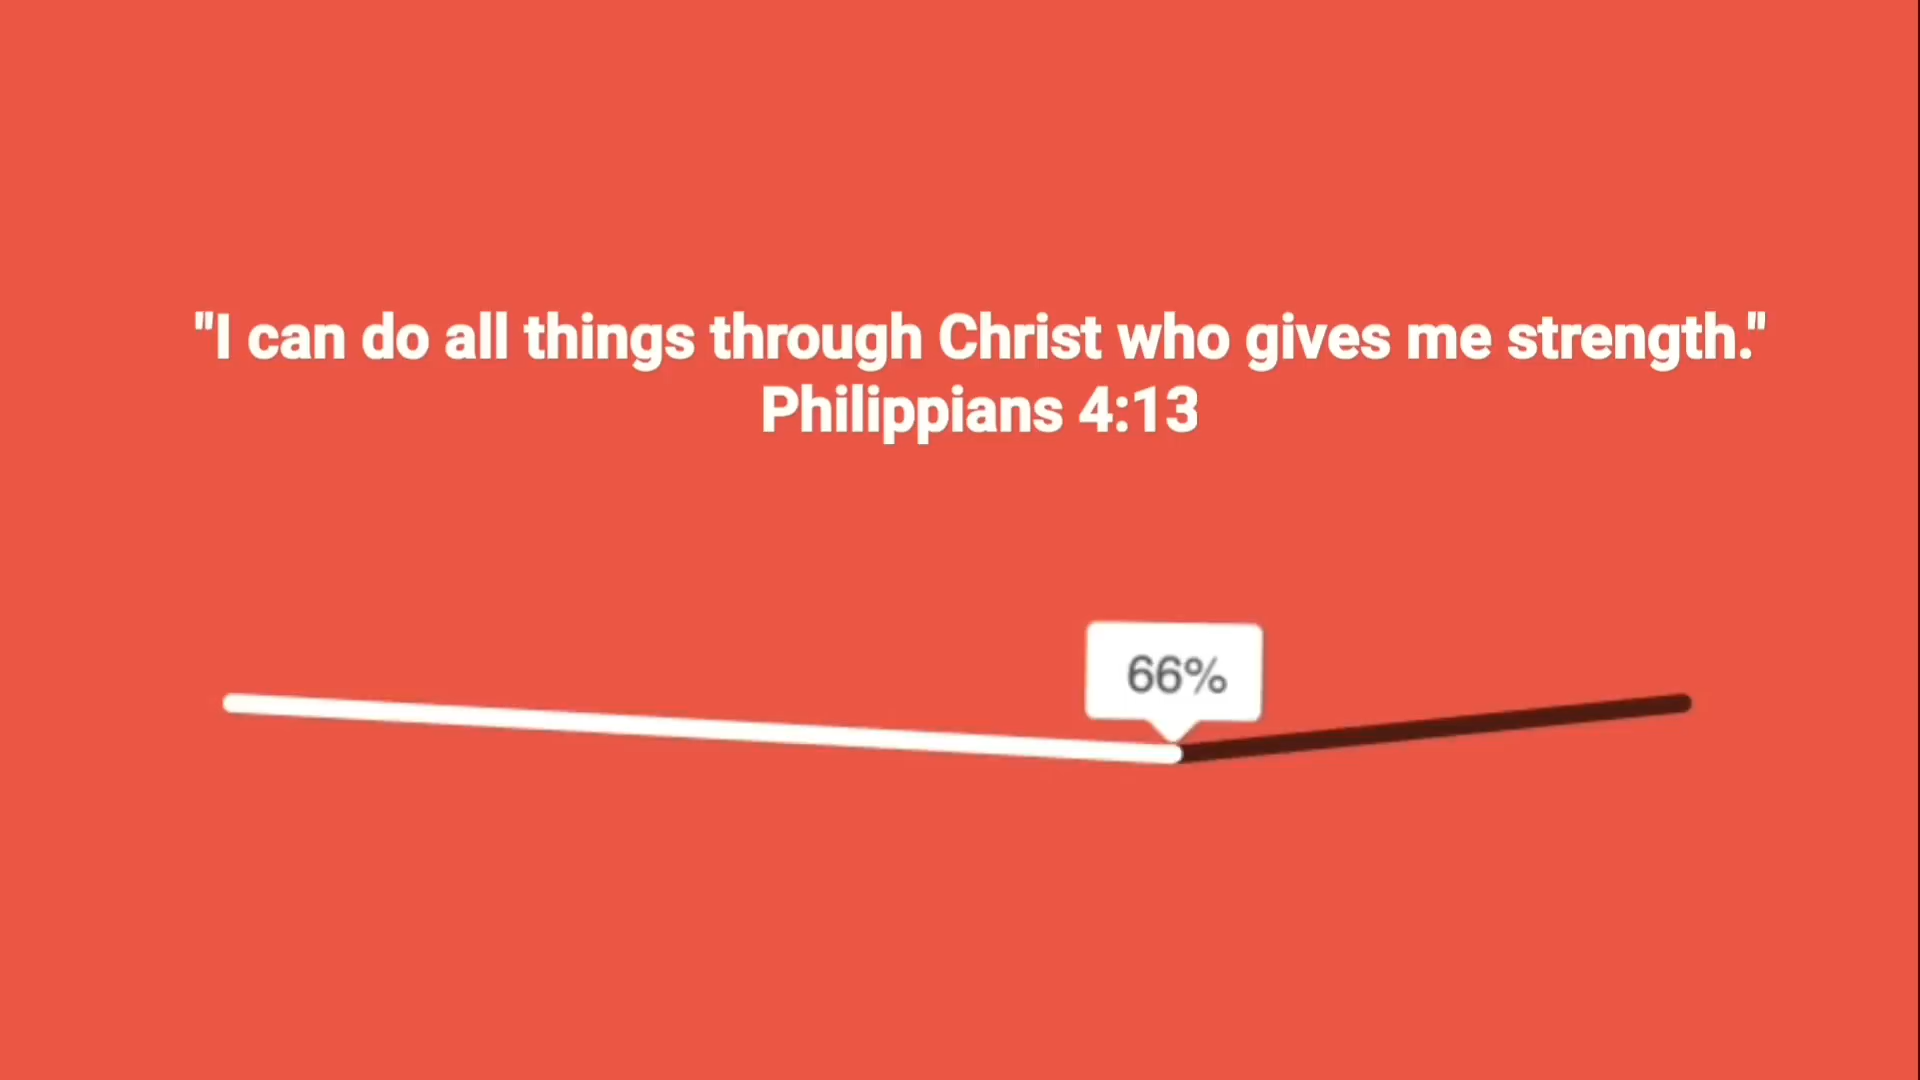 "I can do all things through Christ who gives me strength."
Philippians 4:13
66%